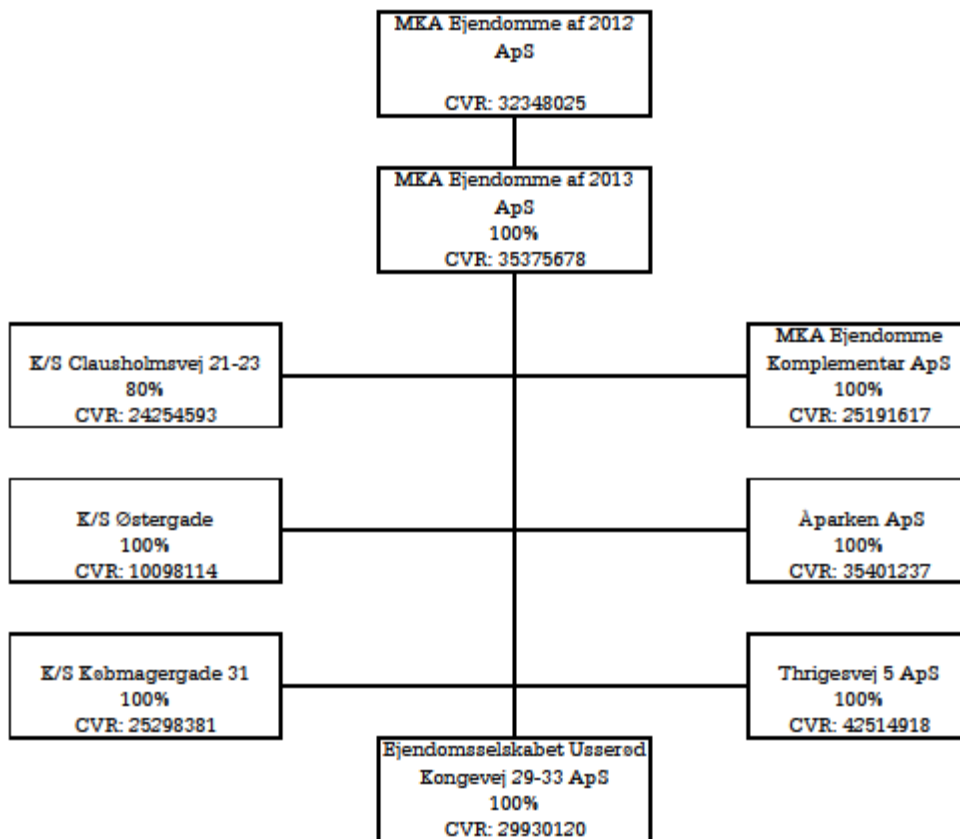 MKA Ejendomme af 2012
ApS
CVR: 32348025
MKA Ejendomme af 2013
ApS
100%
CVR: 35375678
K/S Clausholmsvej 21-23
80%
CVR: 24254593
MKA Ejendomme
Komplementar ApS
100%
CVR: 25191617
K/S Østergade
100%
CVR: 10098114
Åparken ApS
100%
CVR: 35401237
K/S Købmagergade 31
100%
CVR: 25298381
Thrigesvej 5 ApS
100%
CVR: 42514918
Ejendomsselskabet Usserød
Kongevej 29-33 ApS
100%
CVR: 29930120